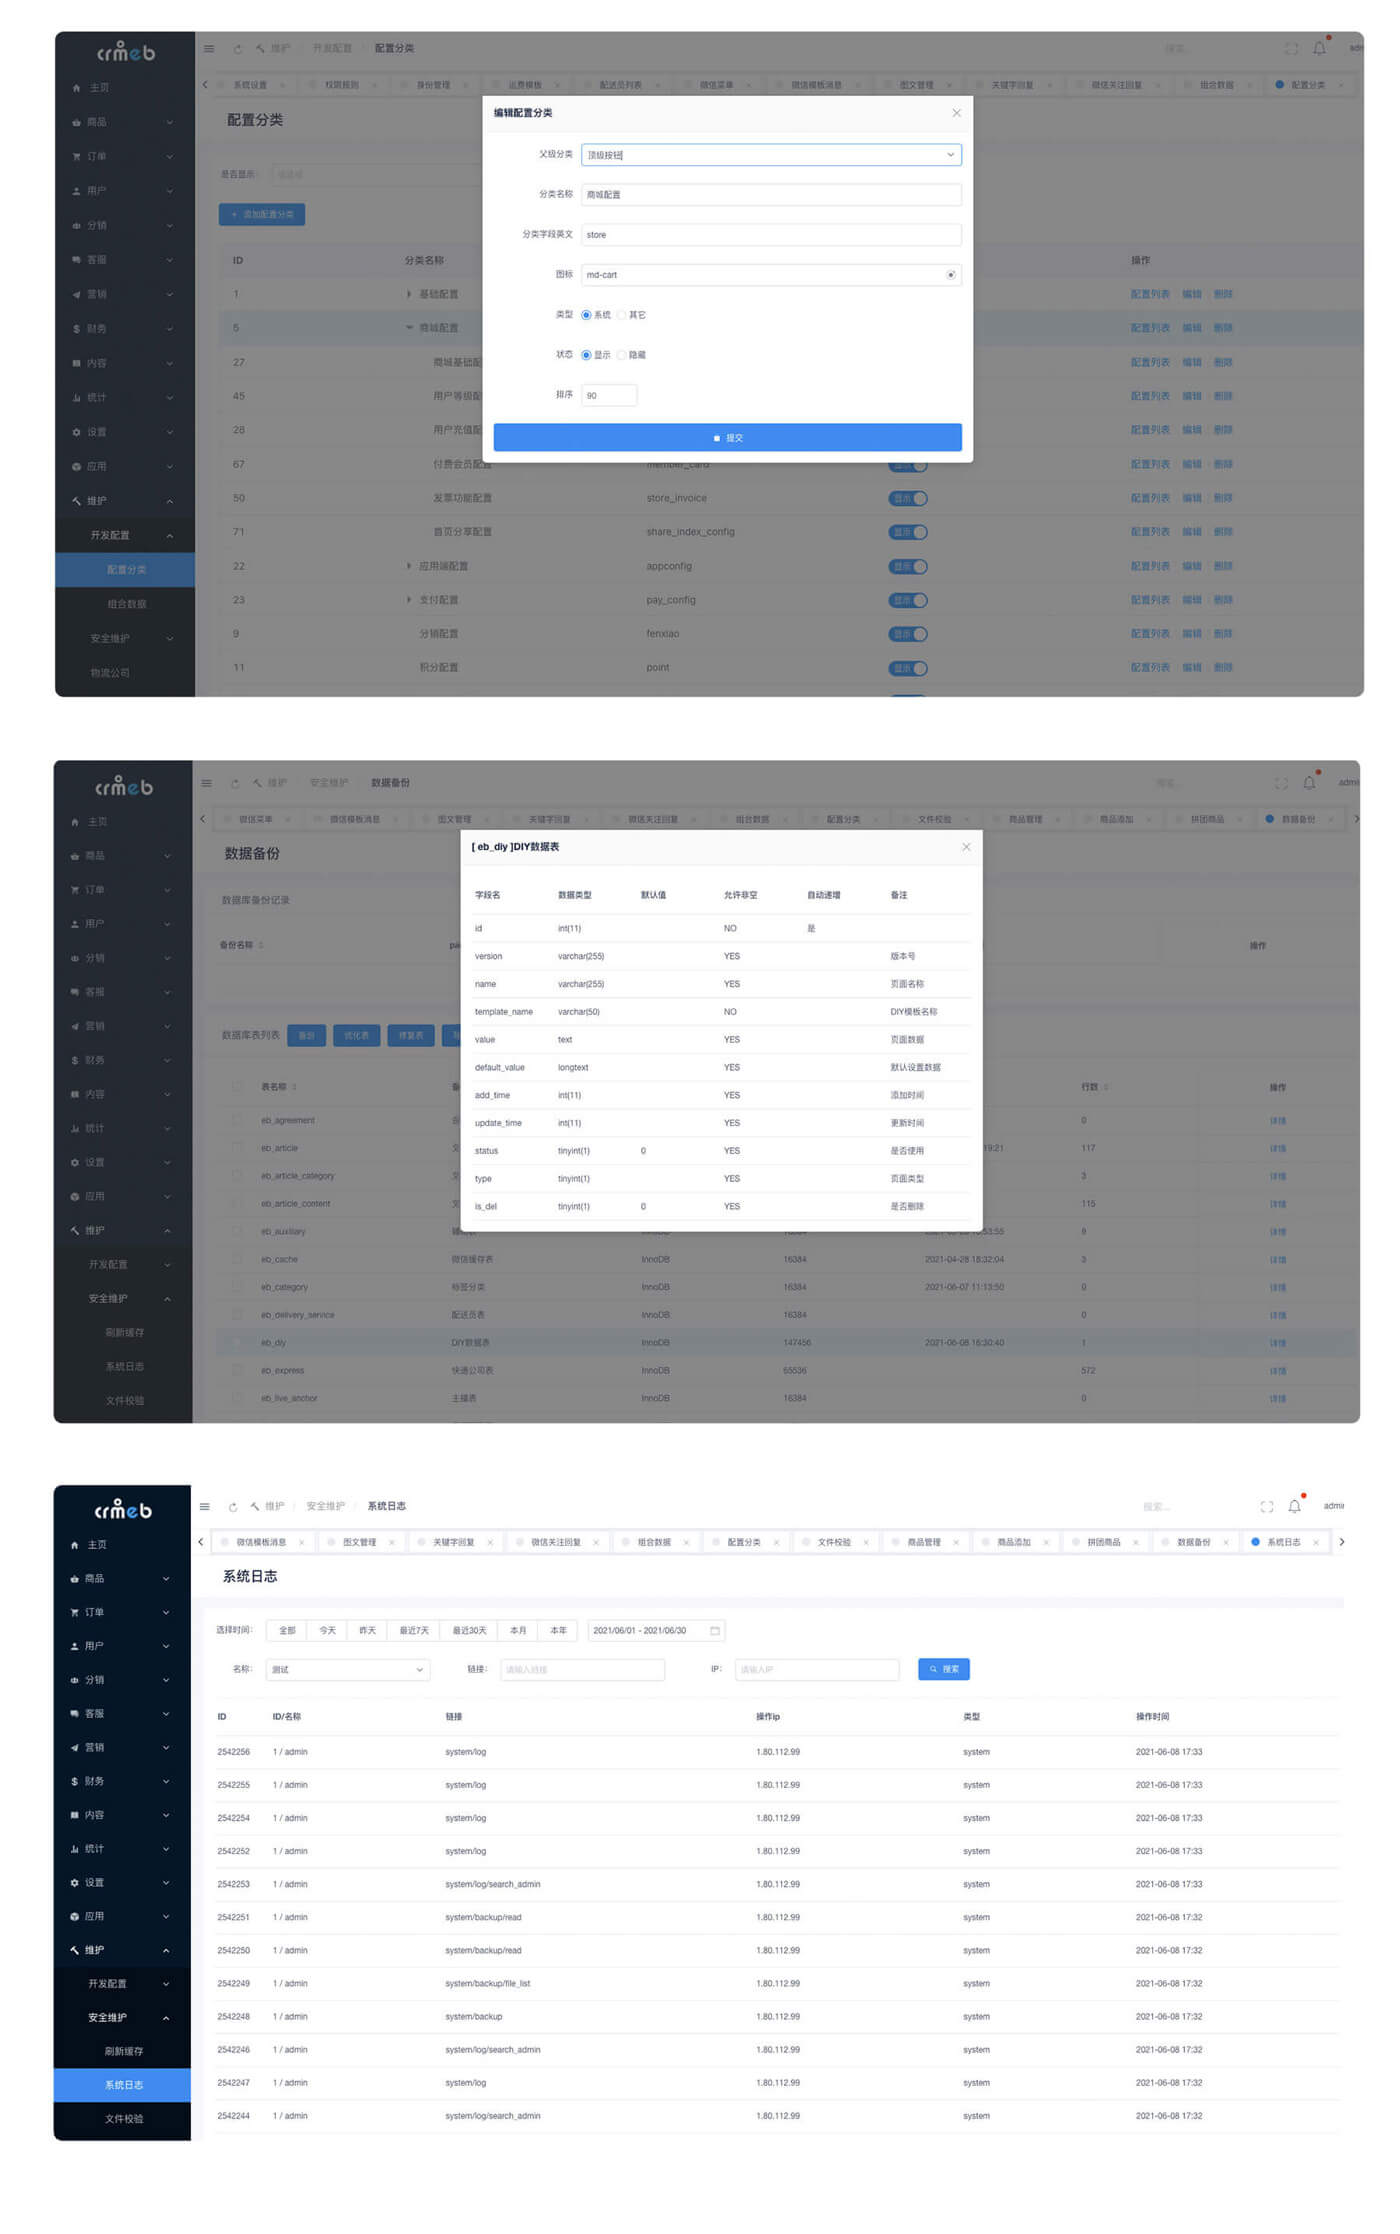 crmeb
维护 开发配置 配置分类 搜索... adm
主页
系统设置 × 权限规则 × 身份管理 × 运费模板 × 配送员列表 × 微信菜单 × 微信模板消息 × 图文管理 × 关键字回复 × 微信关注回复 × 组合数据 × 配置分类 ×
商品
订单
用户
分销
客服
营销
财务
内容
统计
设置
应用
维护
开发配置
配置分类
组合数据
安全维护
物流公司
配置分类
是否显示: 请选择
+ 添加配置分类
ID 分类名称 操作
1 基础配置 配置列表 编辑 删除
5 商城配置 配置列表 编辑 删除
27 商城基础配 配置列表 编辑 删除
45 用户等级配 配置列表 编辑 删除
28 用户充值配 配置列表 编辑 删除
67 付费会员配置 member_card 显示 配置列表 编辑 删除
50 发票功能配置 store_invoice 显示 配置列表 编辑 删除
71 首页分享配置 share_index_config 显示 配置列表 编辑 删除
22 应用端配置 appconfig 显示 配置列表 编辑 删除
23 支付配置 pay_config 显示 配置列表 编辑 删除
9 分销配置 fenxiao 显示 配置列表 编辑 删除
11 积分配置 point 显示 配置列表 编辑 删除
编辑配置分类
父级分类 顶级按钮
分类名称 商城配置
分类字段英文 store
图标 md-cart
类型 系统 其它
状态 显示 隐藏
排序 90
提交
crmeb
维护 安全维护 数据备份 搜索... admi
主页
微信菜单 × 微信模板消息 × 图文管理 × 关键字回复 × 微信关注回复 × 组合数据 × 配置分类 × 文件校验 × 商品管理 × 商品添加 × 拼团商品 × 数据备份 ×
商品
订单
用户
分销
客服
营销
财务
内容
统计
设置
应用
维护
开发配置
安全维护
刷新缓存
系统日志
文件校验
数据备份
数据库备份记录
备份名称 pa 操作
数据库表列表 备份 优化表 修复表
表名称 备 行数 操作
eb_agreement 0 详情
eb_article 文 19:21 117 详情
eb_article_category 文 3 详情
eb_article_content 文 115 详情
eb_auxiliary InnoDB 16384 9 详情
eb_cache 微信缓存表 InnoDB 16384 2021-04-28 18:32:04 3 详情
eb_category 标签分类 InnoDB 16384 2021-06-07 11:13:50 0 详情
eb_delivery_service 配送员表 InnoDB 16384 0 详情
eb_diy DIY数据表 InnoDB 147456 2021-06-08 16:30:40 1 详情
eb_express 快递公司表 InnoDB 65536 572 详情
eb_live_anchor 主播表 InnoDB 16384 0 详情
[ eb_diy ]DIY数据表
字段名 数据类型 默认值 允许非空 自动递增 备注
id int(11) NO 是
version varchar(255) YES 版本号
name varchar(255) YES 页面名称
template_name varchar(50) NO DIY模板名称
value text YES 页面数据
default_value longtext YES 默认设置数据
add_time int(11) YES 添加时间
update_time int(11) YES 更新时间
status tinyint(1) 0 YES 是否使用
type tinyint(1) YES 页面类型
is_del tinyint(1) 0 YES 是否删除
crmeb
维护 安全维护 系统日志 搜索... admir
主页
微信模板消息 × 图文管理 × 关键字回复 × 微信关注回复 × 组合数据 × 配置分类 × 文件校验 × 商品管理 × 商品添加 × 拼团商品 × 数据备份 × 系统日志 ×
商品
订单
用户
分销
客服
营销
财务
内容
统计
设置
应用
维护
开发配置
安全维护
刷新缓存
系统日志
文件校验
系统日志
选择时间: 全部 今天 昨天 最近7天 最近30天 本月 本年 2021/06/01 - 2021/06/30
名称: 测试 链接: 请输入链接 IP: 请输入IP 搜索
ID ID/名称 链接 操作ip 类型 操作时间
2542256 1 / admin system/log 1.80.112.99 system 2021-06-08 17:33
2542255 1 / admin system/log 1.80.112.99 system 2021-06-08 17:33
2542254 1 / admin system/log 1.80.112.99 system 2021-06-08 17:33
2542252 1 / admin system/log 1.80.112.99 system 2021-06-08 17:33
2542253 1 / admin system/log/search_admin 1.80.112.99 system 2021-06-08 17:33
2542251 1 / admin system/backup/read 1.80.112.99 system 2021-06-08 17:32
2542250 1 / admin system/backup/read 1.80.112.99 system 2021-06-08 17:32
2542249 1 / admin system/backup/file_list 1.80.112.99 system 2021-06-08 17:32
2542248 1 / admin system/backup 1.80.112.99 system 2021-06-08 17:32
2542246 1 / admin system/log/search_admin 1.80.112.99 system 2021-06-08 17:32
2542247 1 / admin system/log 1.80.112.99 system 2021-06-08 17:32
2542244 1 / admin system/log/search_admin 1.80.112.99 system 2021-06-08 17:32